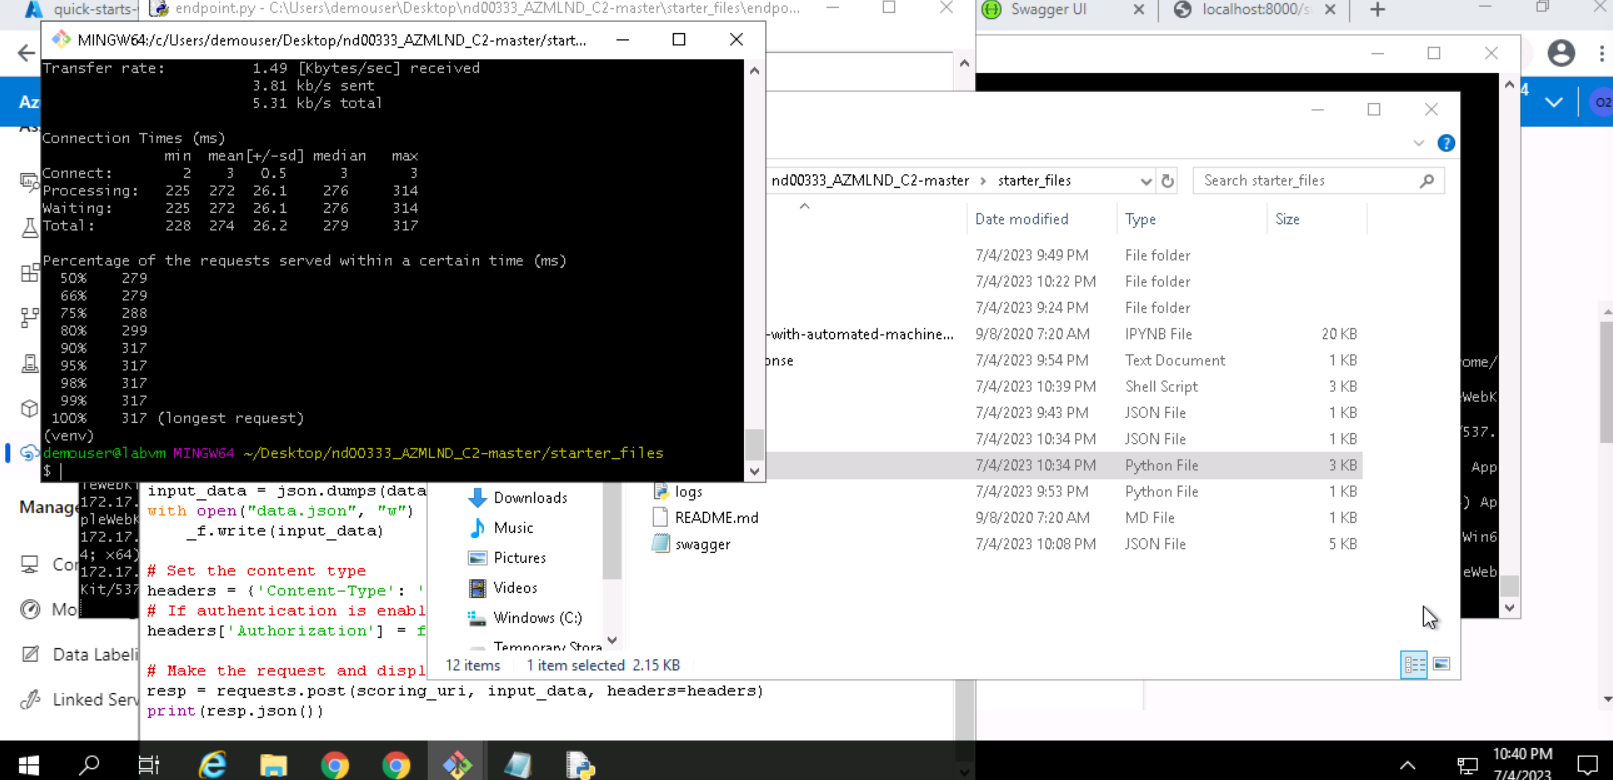 quick-starts-
endpoint.py - C:\Users\demouser\Desktop\nd00333_AZMLND_C2-master\starter_files\endpo...
Swagger UI
localhost:8000/s
MINGW64:/c/Users/demouser/Desktop/nd00333_AZMLND_C2-master/start...
Transfer rate: 1.49 [Kbytes/sec] received
3.81 kb/s sent
5.31 kb/s total
Connection Times (ms)
min mean[+/-sd] median max
Connect: 2 3 0.5 3 3
Processing: 225 272 26.1 276 314
Waiting: 225 272 26.1 276 314
Total: 228 274 26.2 279 317
Percentage of the requests served within a certain time (ms)
50% 279
66% 279
75% 288
80% 299
90% 317
95% 317
98% 317
99% 317
100% 317 (longest request)
(venv)
demouser@labvm MINGW64 ~/Desktop/nd00333_AZMLND_C2-master/starter_files
$
Az
4
O2
?
nd00333_AZMLND_C2-master › starter_files
Search starter_files
Date modified Type Size
7/4/2023 9:49 PM File folder
7/4/2023 10:22 PM File folder
7/4/2023 9:24 PM File folder
-with-automated-machine... 9/8/2020 7:20 AM IPYNB File 20 KB
onse 7/4/2023 9:54 PM Text Document 1 KB
7/4/2023 10:39 PM Shell Script 3 KB
7/4/2023 9:43 PM JSON File 1 KB
7/4/2023 10:34 PM JSON File 1 KB
7/4/2023 10:34 PM Python File 3 KB
logs 7/4/2023 9:53 PM Python File 1 KB
README.md 9/8/2020 7:20 AM MD File 1 KB
swagger 7/4/2023 10:08 PM JSON File 5 KB
Downloads
Music
Pictures
Videos
Windows (C:)
Temporary Stora
12 items 1 item selected 2.15 KB
ome/
WebK
/537.
App
) Ap
Win6
eWeb
172.17.
pleWebK
172.17.
4; x64)
172.17.
Kit/537
input_data = json.dumps(data
with open("data.json", "w")
_f.write(input_data)
# Set the content type
headers = {'Content-Type': '
# If authentication is enabl
headers['Authorization'] = f
# Make the request and displ
resp = requests.post(scoring_uri, input_data, headers=headers)
print(resp.json())
Manage
Co
Mo
Data Labeli
Linked Serv
10:40 PM
7/4/2023